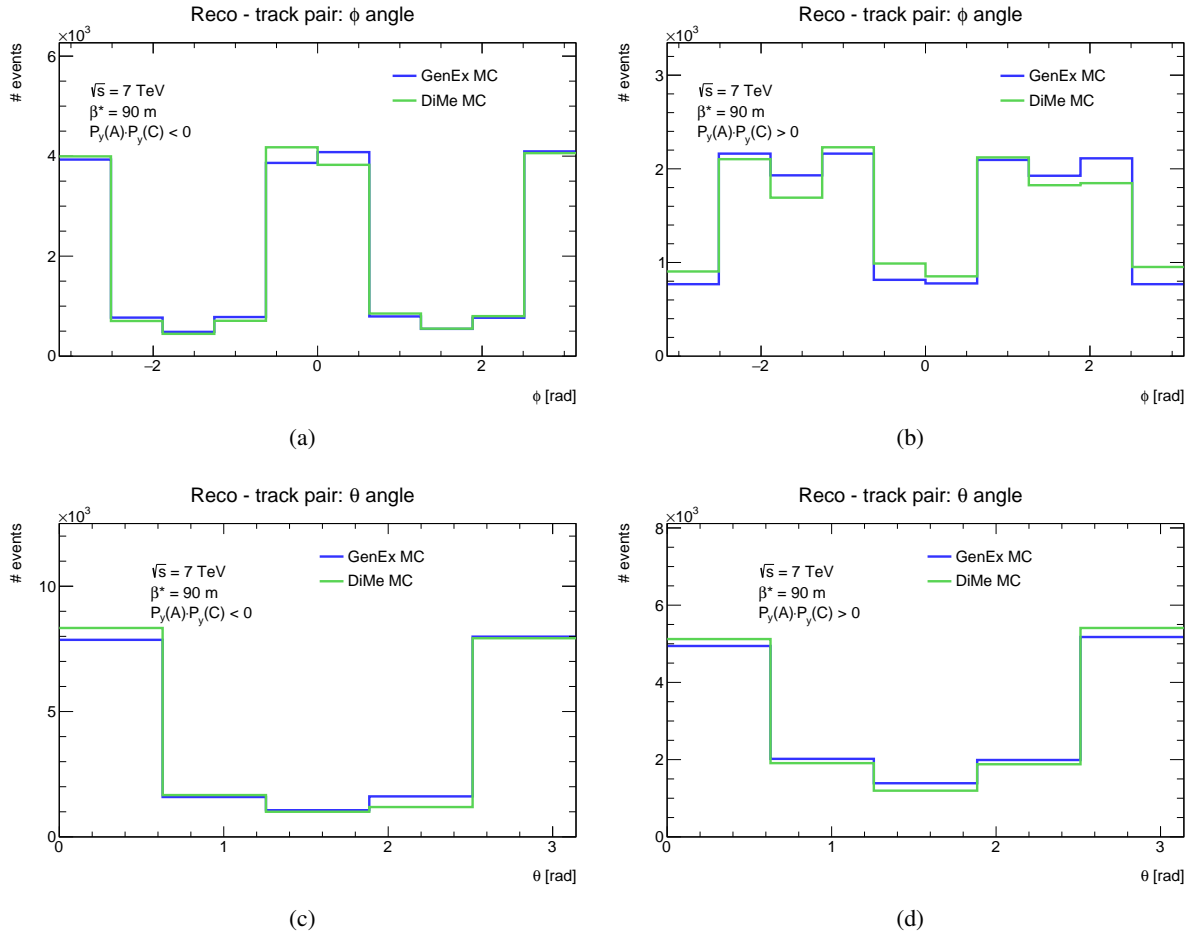 Reco - track pair: ϕ angle
×10³
# events
6
4
2
0
−2
0
2
ϕ [rad]
√s = 7 TeV
β* = 90 m
P_y(A)·P_y(C) < 0
GenEx MC
DiMe MC
(a)
Reco - track pair: ϕ angle
×10³
# events
3
2
1
0
−2
0
2
ϕ [rad]
√s = 7 TeV
β* = 90 m
P_y(A)·P_y(C) > 0
GenEx MC
DiMe MC
(b)
Reco - track pair: θ angle
×10³
# events
10
5
0
0
1
2
3
θ [rad]
√s = 7 TeV
β* = 90 m
P_y(A)·P_y(C) < 0
GenEx MC
DiMe MC
(c)
Reco - track pair: θ angle
×10³
# events
8
6
4
2
0
0
1
2
3
θ [rad]
√s = 7 TeV
β* = 90 m
P_y(A)·P_y(C) > 0
GenEx MC
DiMe MC
(d)